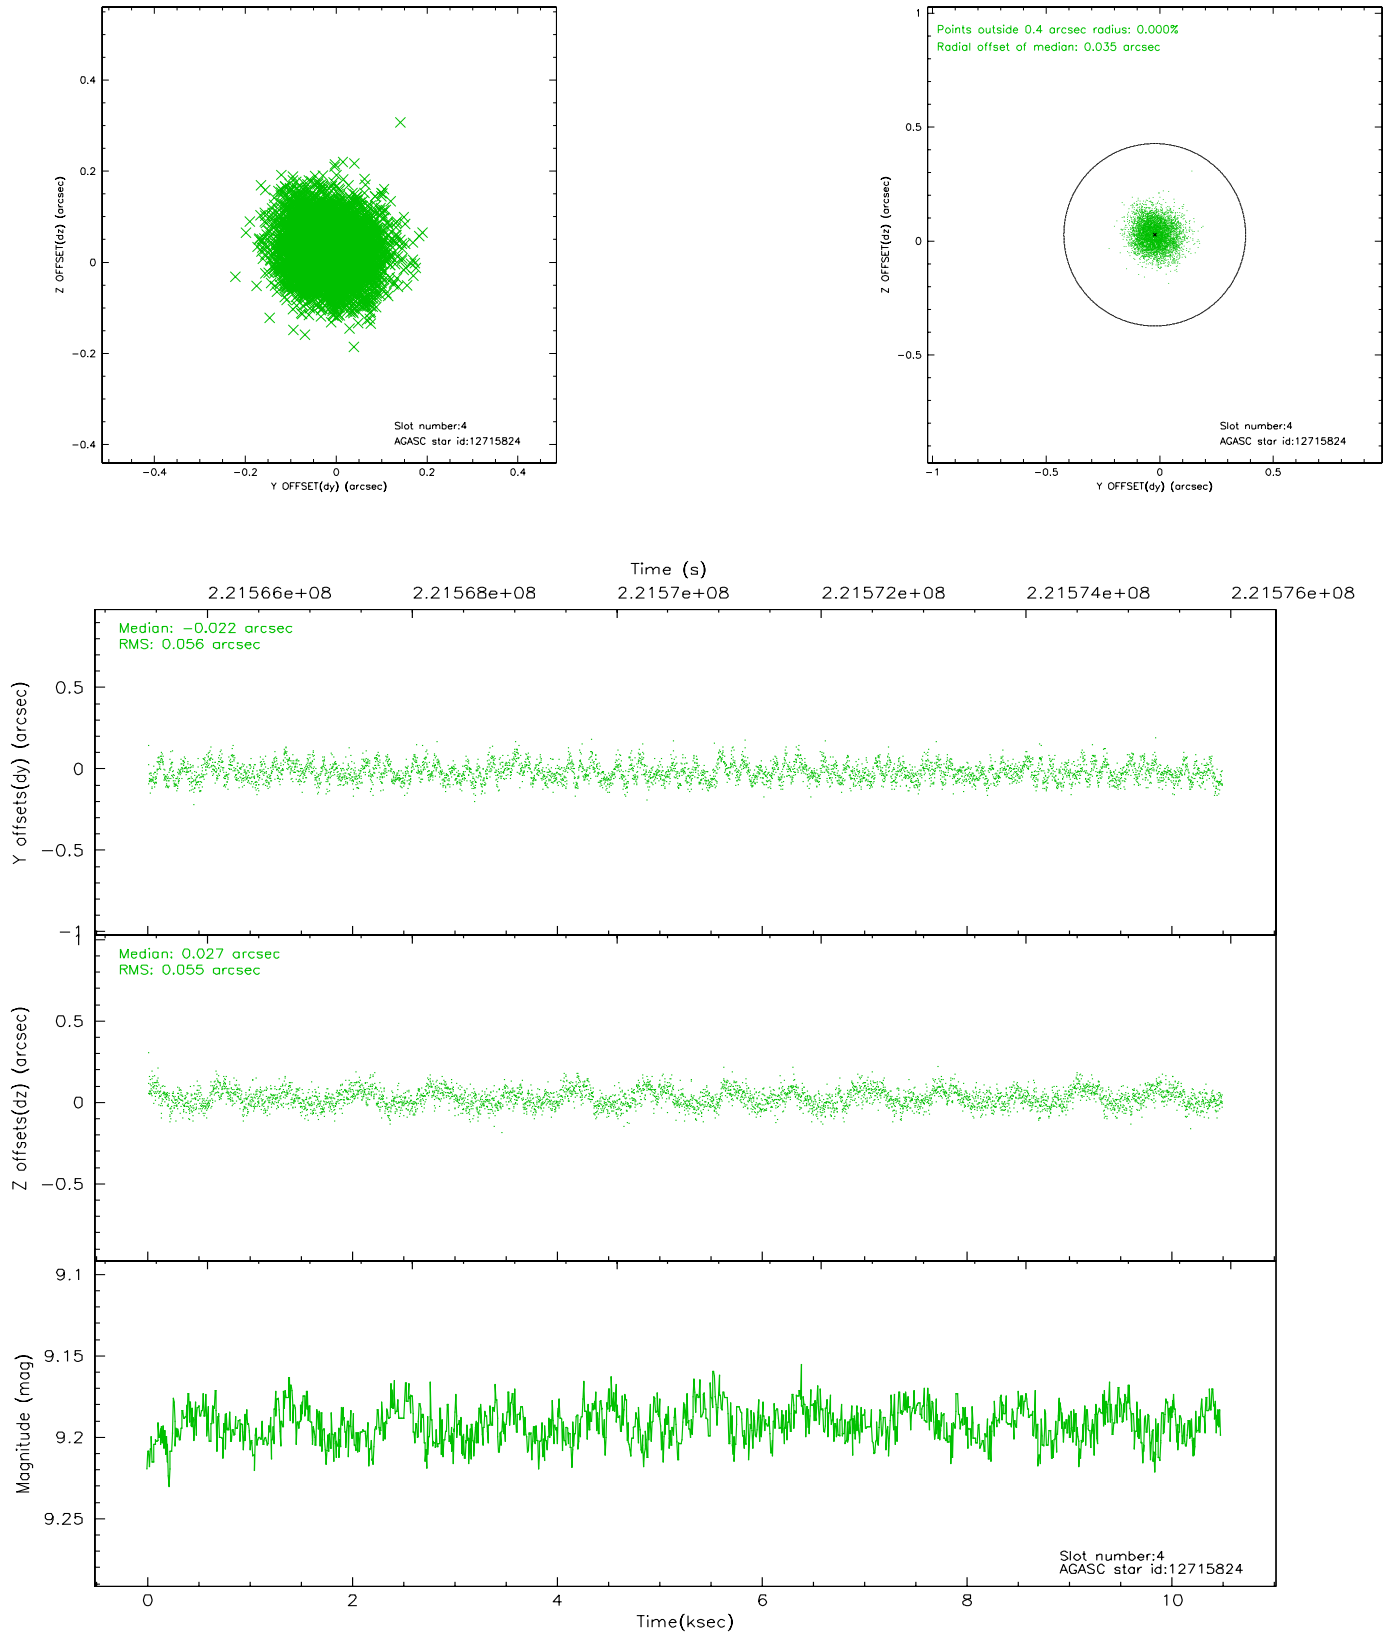 0.4
0.2
0
−0.2
−0.4
Z OFFSET(dz) (arcsec)
−0.4
−0.2
0
0.2
0.4
Y OFFSET(dy) (arcsec)
Slot number:4
AGASC star id:12715824
Points outside 0.4 arcsec radius: 0.000%
Radial offset of median: 0.035 arcsec
1
0.5
0
−0.5
Z OFFSET(dz) (arcsec)
−1
−0.5
0
0.5
Y OFFSET(dy) (arcsec)
Slot number:4
AGASC star id:12715824
Time (s)
2.21566e+08
2.21568e+08
2.2157e+08
2.21572e+08
2.21574e+08
2.21576e+08
Median: −0.022 arcsec
RMS: 0.056 arcsec
0.5
0
−0.5
−1
Y offsets(dy) (arcsec)
Median: 0.027 arcsec
RMS: 0.055 arcsec
1
0.5
0
−0.5
Z offsets(dz) (arcsec)
9.1
9.15
9.2
9.25
Magnitude (mag)
Slot number:4
AGASC star id:12715824
0
2
4
6
8
10
Time(ksec)